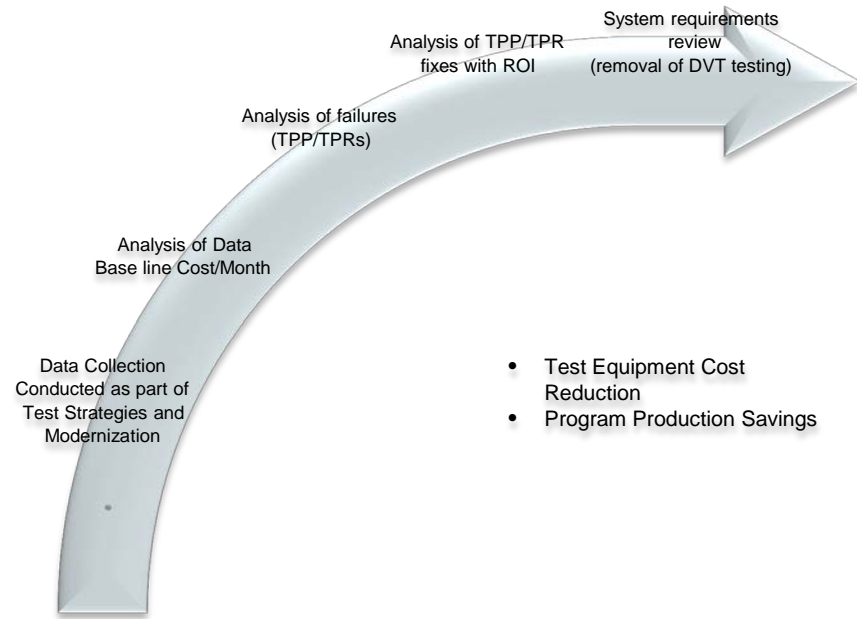 System requirements
review
(removal of DVT testing)
Analysis of TPP/TPR
fixes with ROI
Analysis of failures
(TPP/TPRs)
Analysis of Data
Base line Cost/Month
Data Collection
Conducted as part of
Test Strategies and
Modernization
• Test Equipment Cost
Reduction
• Program Production Savings